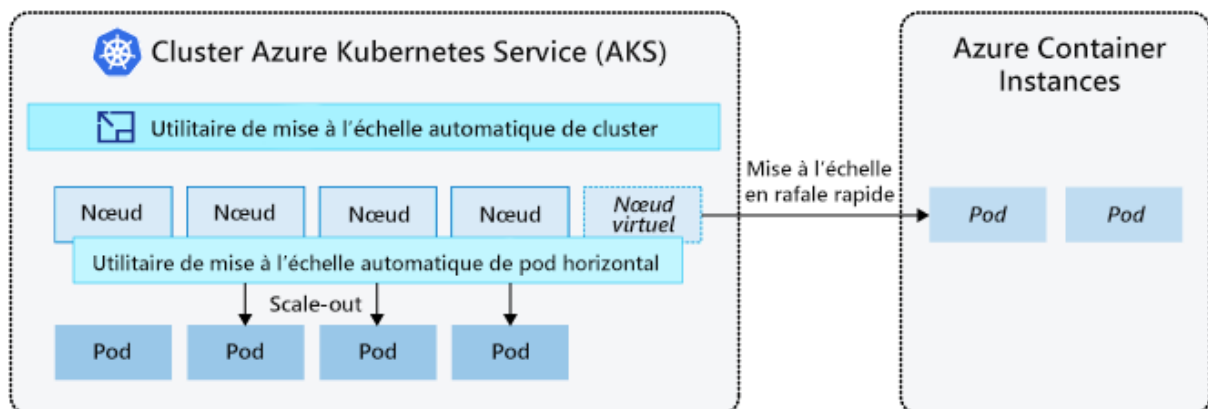 Cluster Azure Kubernetes Service (AKS)
Utilitaire de mise à l'échelle automatique de cluster
Nœud
Nœud
Nœud
Nœud
Nœud
virtuel
Utilitaire de mise à l'échelle automatique de pod horizontal
Scale-out
Pod
Pod
Pod
Pod
Mise à l'échelle
en rafale rapide
Azure Container
Instances
Pod
Pod